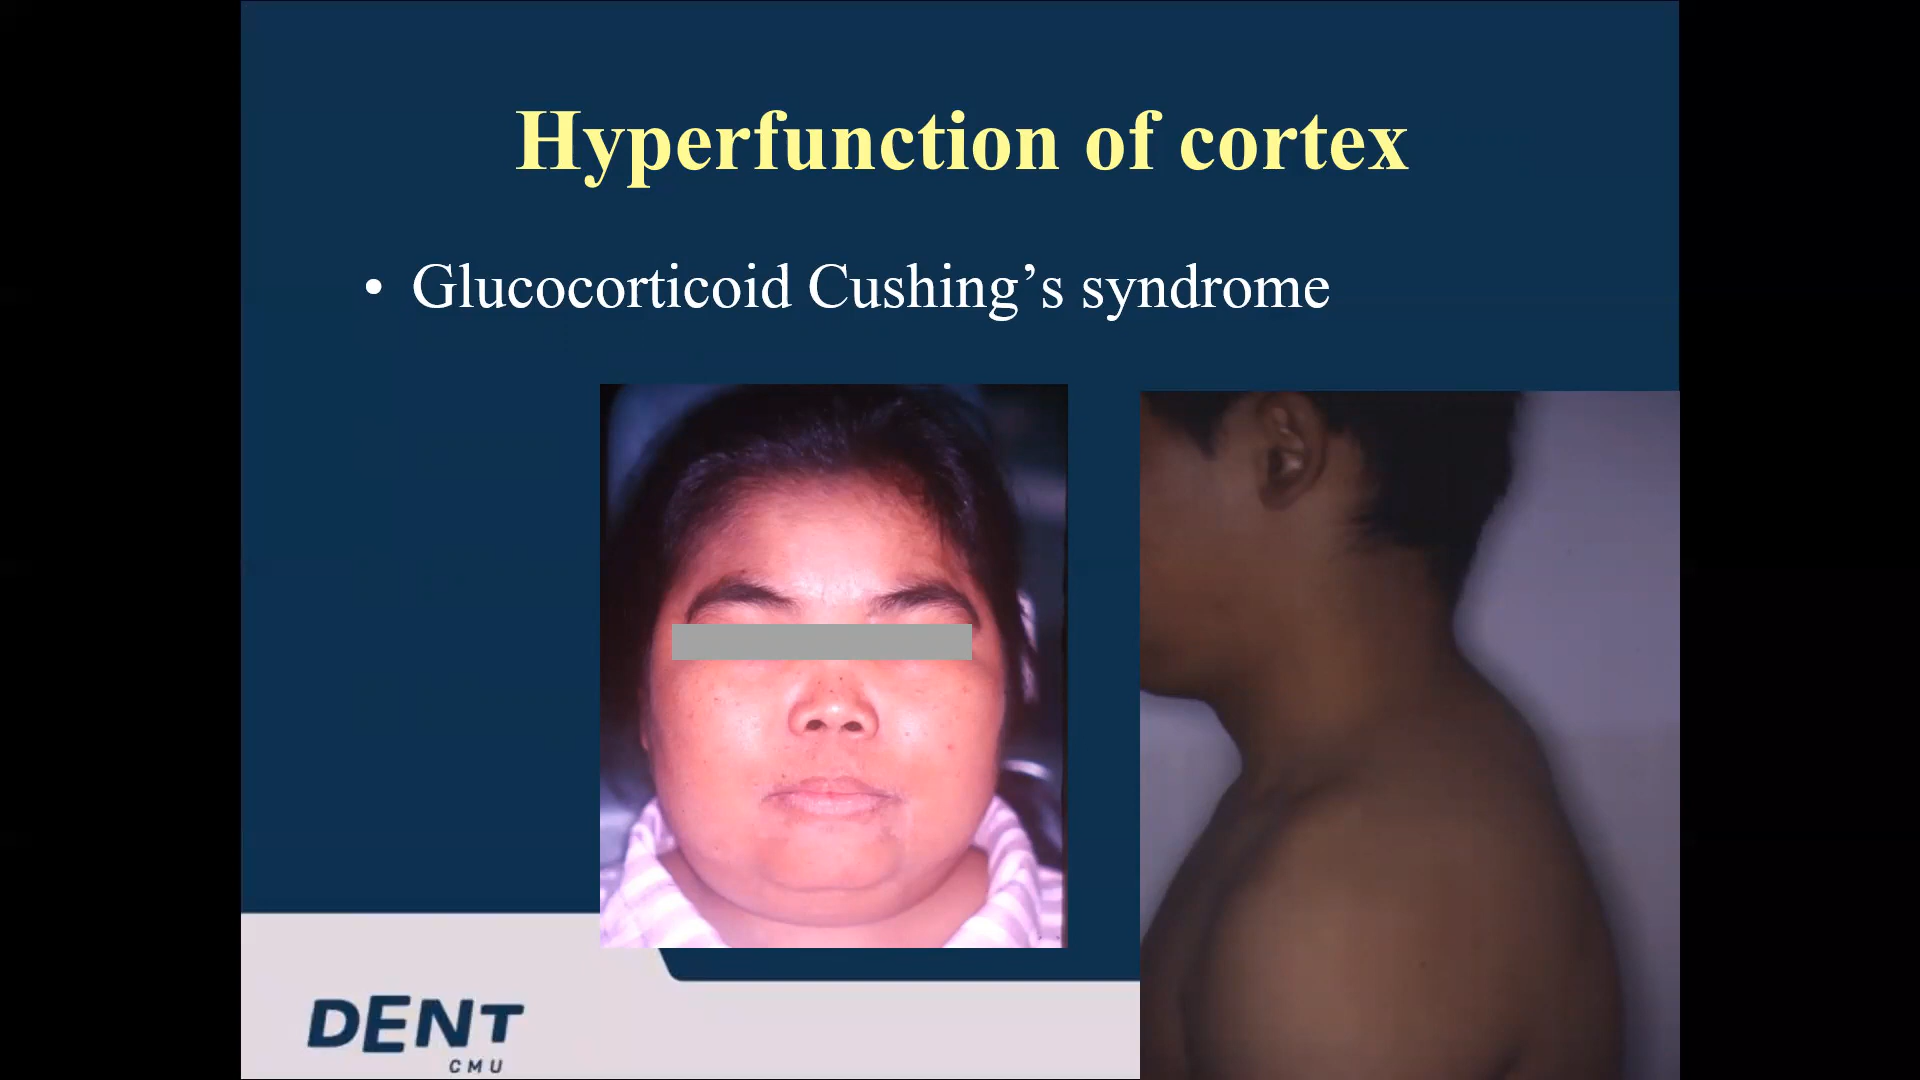 Hyperfunction of cortex
• Glucocorticoid Cushing’s syndrome
DENT
CMU